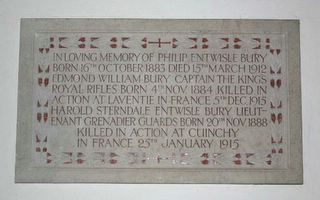 IN LOVING MEMORY OF PHILIP ENTWISLE BURY
BORN 16TH OCTOBER 1883 DIED 15TH MARCH 1912
EDMOND WILLIAM BURY CAPTAIN THE KINGS
ROYAL RIFLES BORN 4TH NOV 1884 KILLED IN
ACTION AT LAVENTIE IN FRANCE 5TH DEC 1915
HAROLD STERNDALE ENTWISLE BURY LIEUT-
ENANT GRENADIER GUARDS BORN 20TH NOV 1888
KILLED IN ACTION AT CUINCHY
IN FRANCE 25TH JANUARY 1915